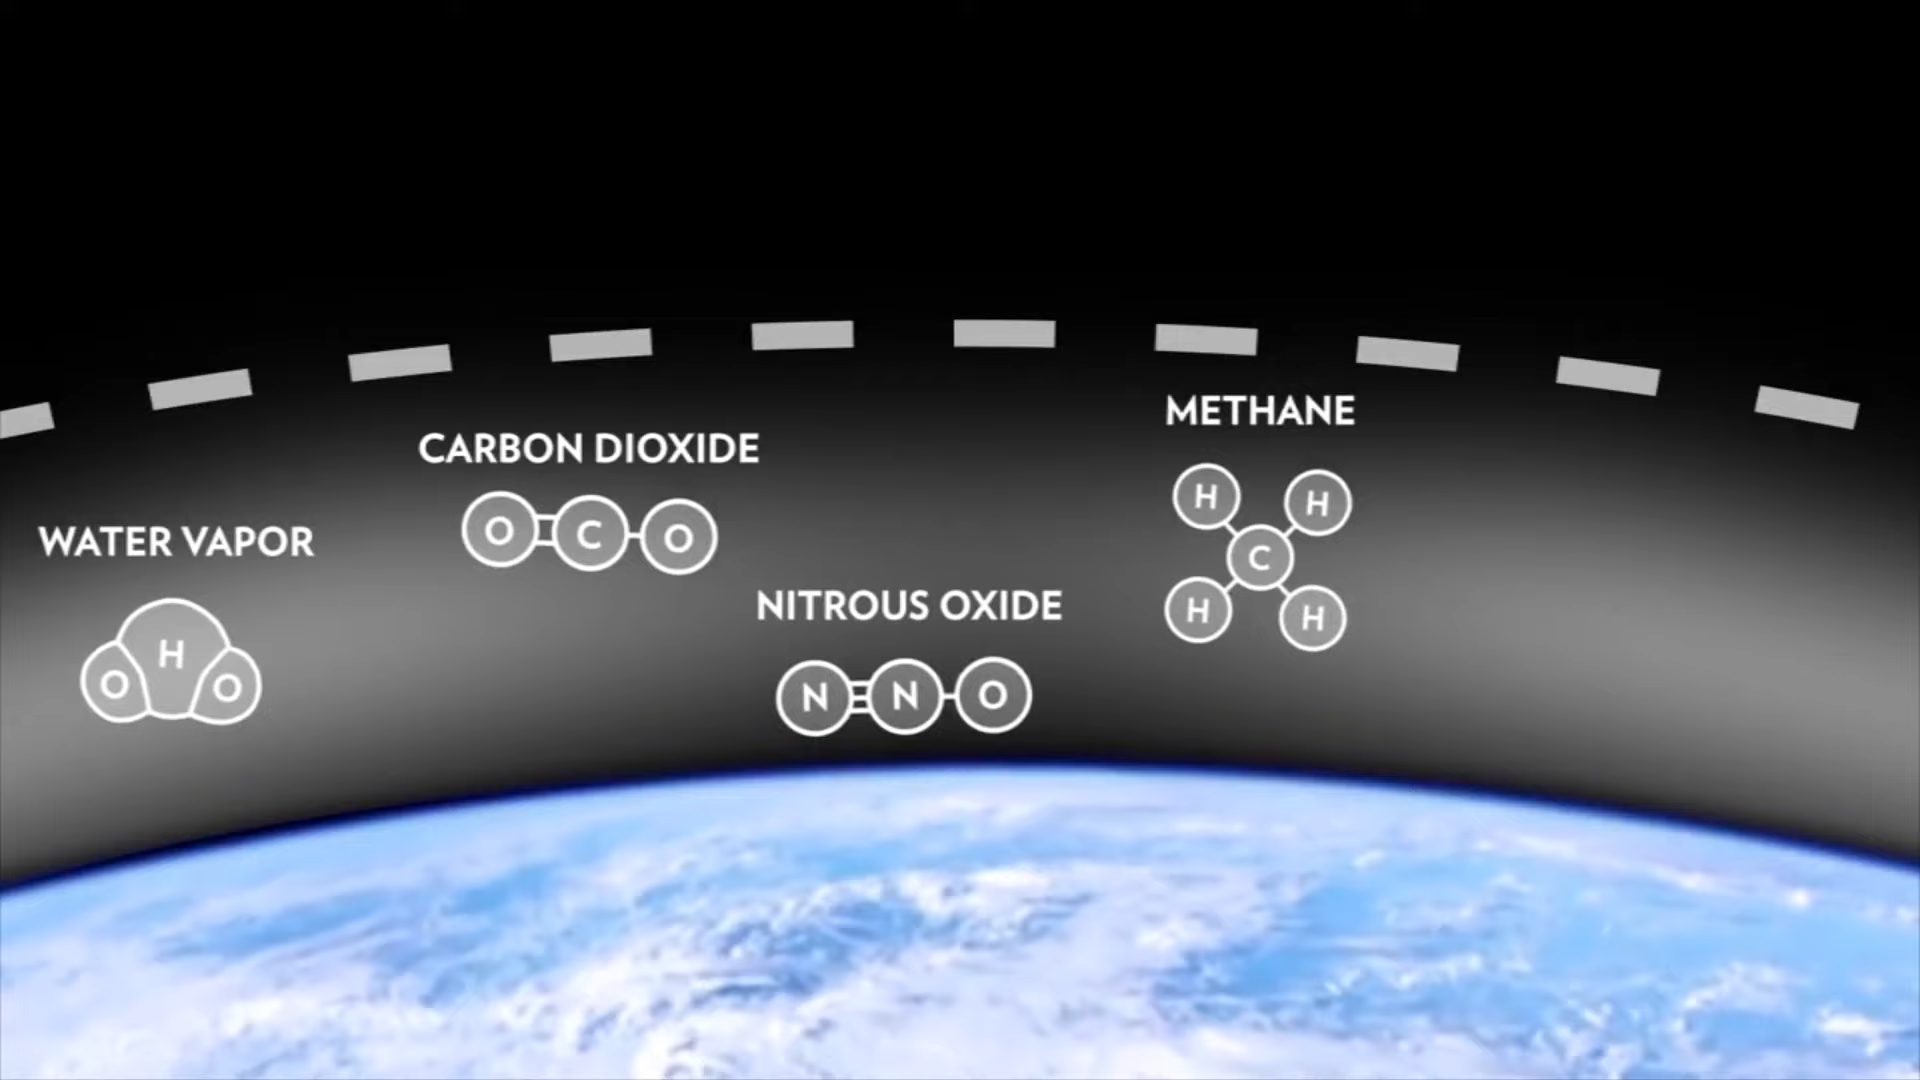 METHANE
CARBON DIOXIDE
H H
O C O
WATER VAPOR
C
NITROUS OXIDE
H H
H
O O
N N O